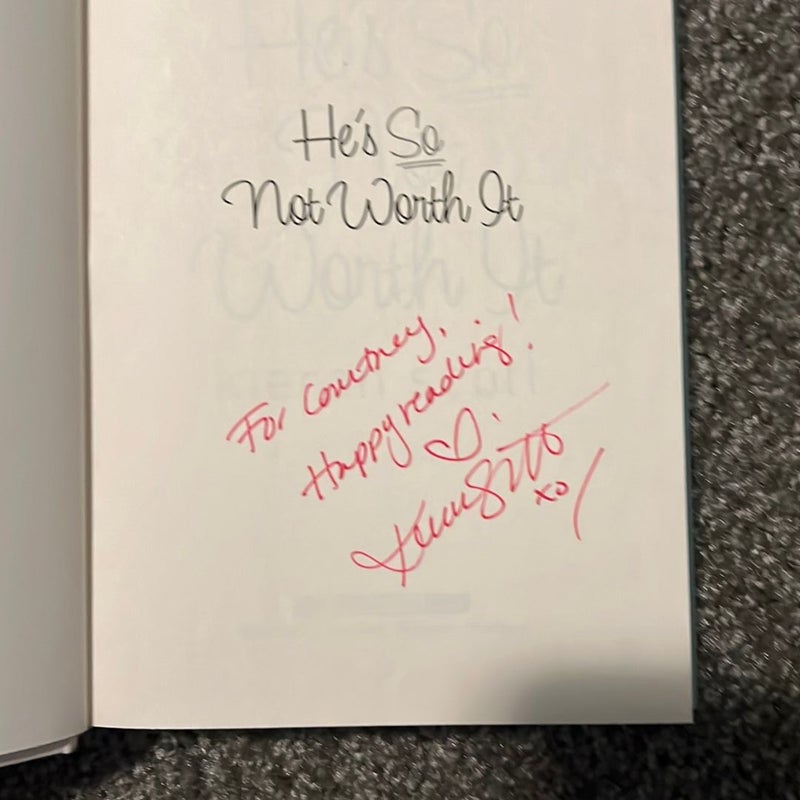 He's So
Not Worth It
For Courtney,
Happy reading!
xo